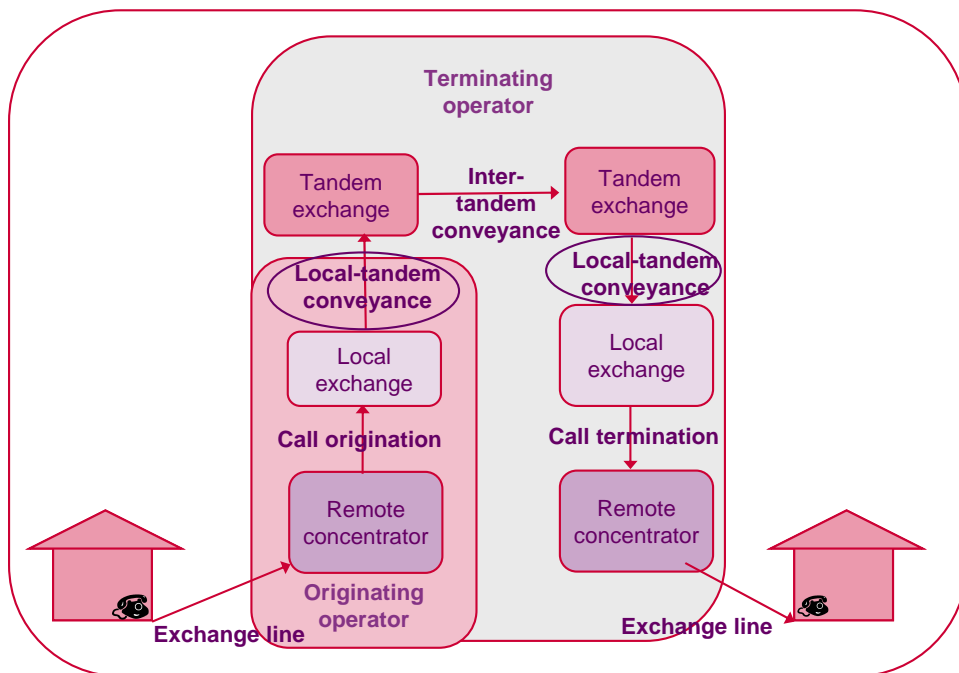 Terminating
operator
Tandem
exchange
Inter-
tandem
conveyance
Tandem
exchange
Local-tandem
conveyance
Local-tandem
conveyance
Local
exchange
Local
exchange
Call origination
Call termination
Remote
concentrator
Remote
concentrator
Originating
operator
Exchange line
Exchange line